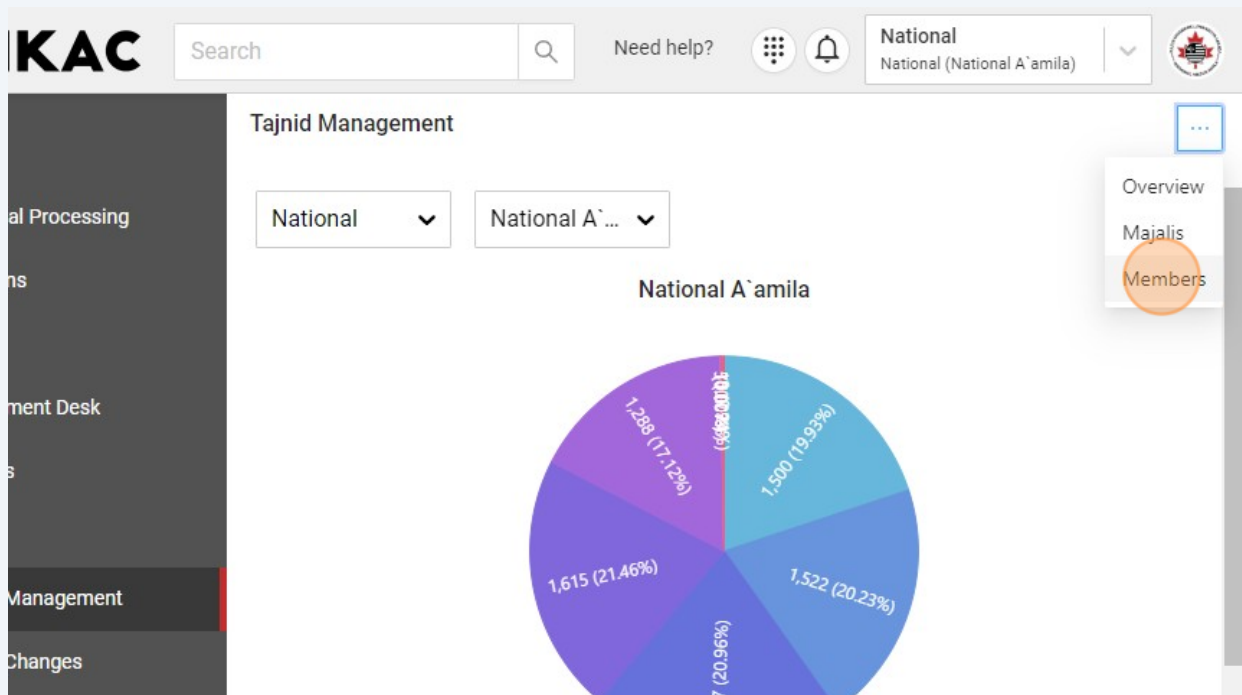 IKAC
Search
Need help?
National
National (National A`amila)
Tajnid Management
Overview
Majalis
Members
al Processing
ns
ment Desk
s
Management
Changes
National
National A`...
National A`amila
1,288 (17.12%)
1,500 (19.93%)
1,615 (21.46%)
1,522 (20.23%)
7 (20.96%)